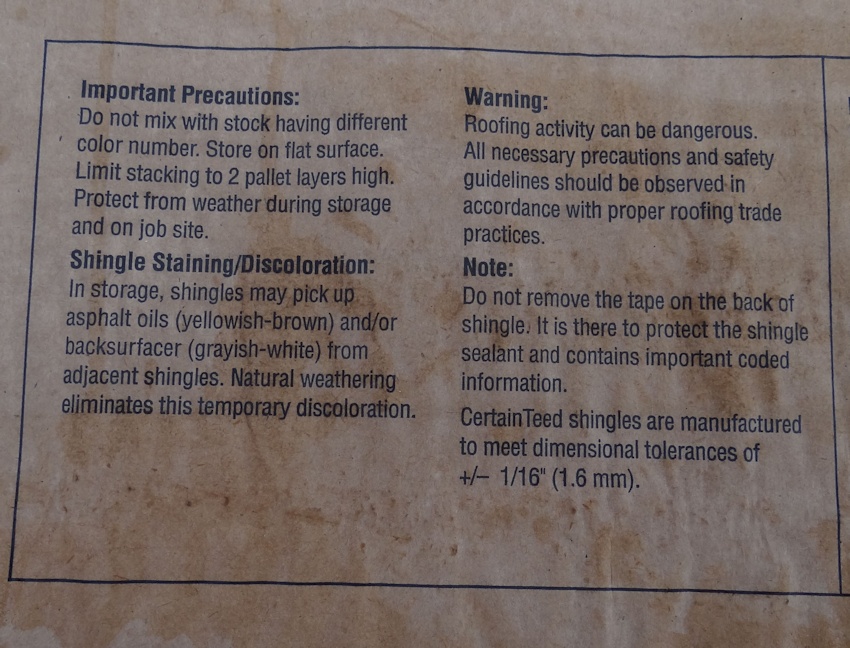 Important Precautions:
Do not mix with stock having different
color number. Store on flat surface.
Limit stacking to 2 pallet layers high.
Protect from weather during storage
and on job site.
Shingle Staining/Discoloration:
In storage, shingles may pick up
asphalt oils (yellowish-brown) and/or
backsurfacer (grayish-white) from
adjacent shingles. Natural weathering
eliminates this temporary discoloration.
Warning:
Roofing activity can be dangerous.
All necessary precautions and safety
guidelines should be observed in
accordance with proper roofing trade
practices.
Note:
Do not remove the tape on the back of
shingle. It is there to protect the shingle
sealant and contains important coded
information.
CertainTeed shingles are manufactured
to meet dimensional tolerances of
+/– 1/16" (1.6 mm).